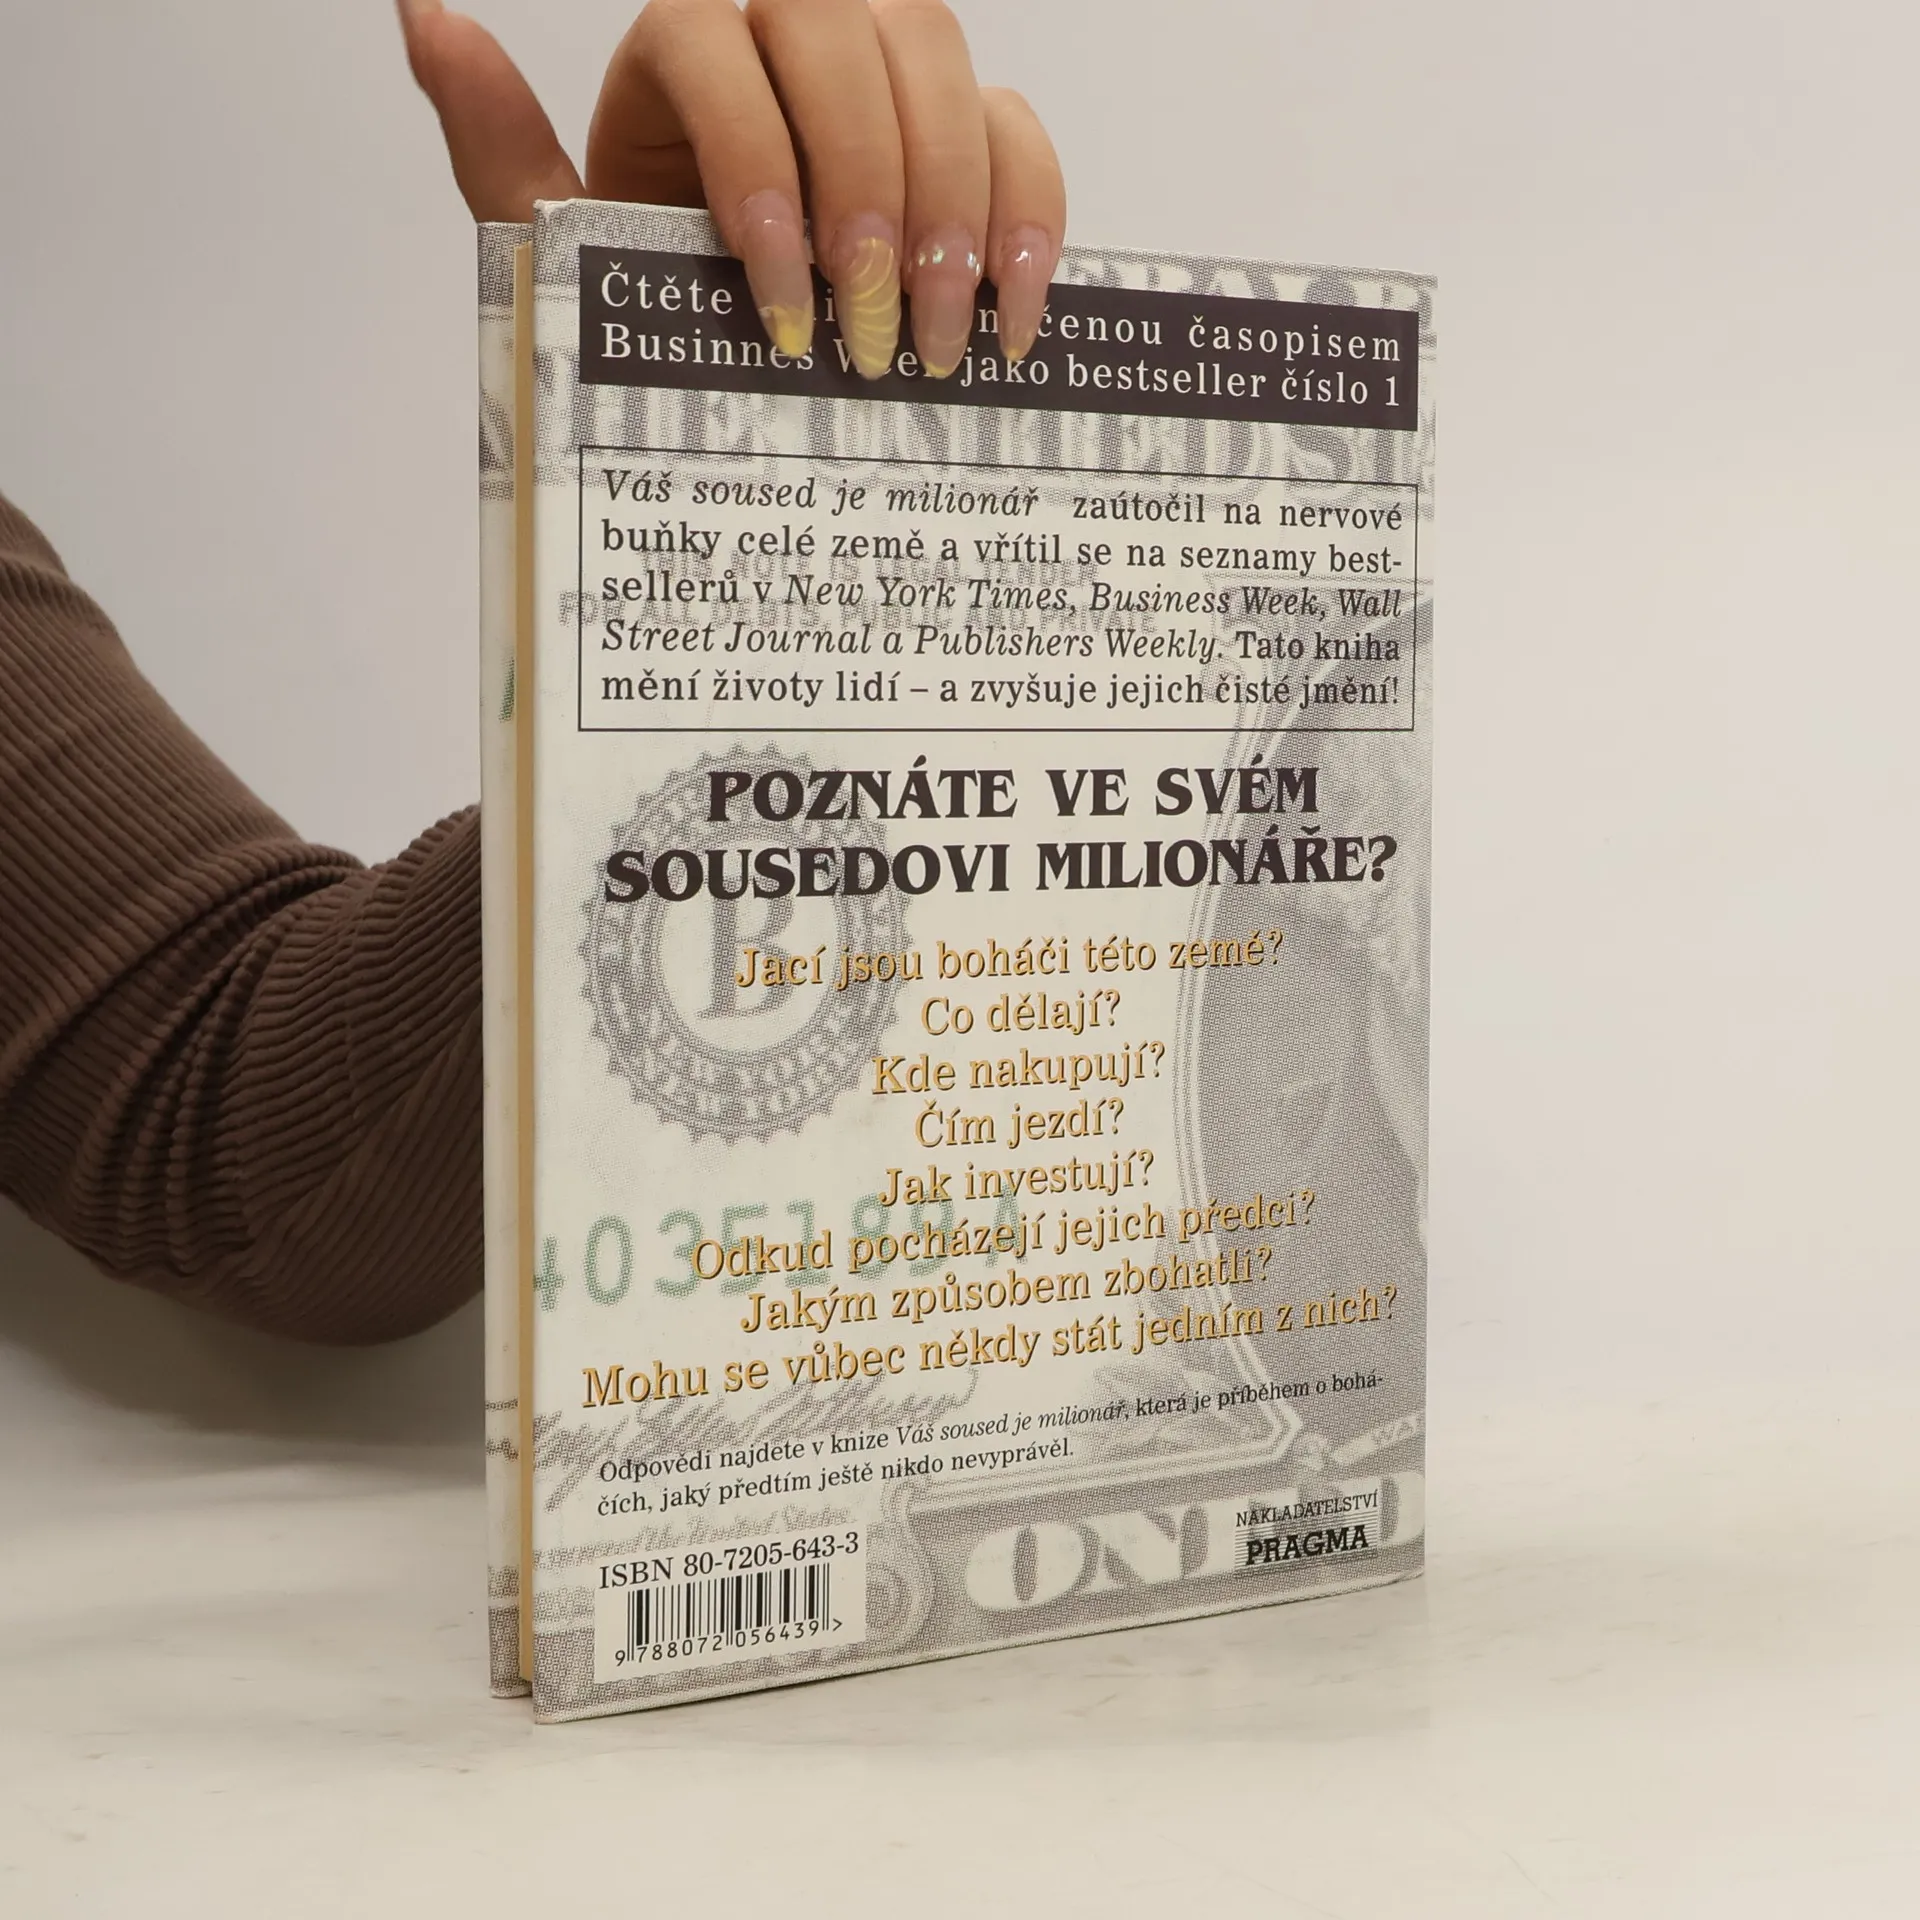 Čtěte
čenou časopisem
Businnes Week jako bestseller číslo 1
THE UNITED ST
Váš soused je milionář zaútočil na nervové
buňky celé země a vřítil se na seznamy best-
sellerů v New York Times, Business Week, Wall
Street Journal a Publishers Weekly. Tato kniha
mění životy lidí – a zvyšuje jejich čisté jmění!
POZNÁTE VE SVÉM
SOUSEDOVI MILIONÁŘE?
B
Jací jsou boháči této země?
Co dělají?
Kde nakupují?
Čím jezdí?
Jak investují?
4035189A
Odkud pocházejí jejich předci?
Jakým způsobem zbohatli?
Mohu se vůbec někdy stát jedním z nich?
Odpovědi najdete v knize Váš soused je milionář, která je příběhem o bohá-
čích, jaký předtím ještě nikdo nevyprávěl.
NAKLADATELSTVÍ
PRAGMA
ISBN 80-7205-643-3
9 788072 056439 >